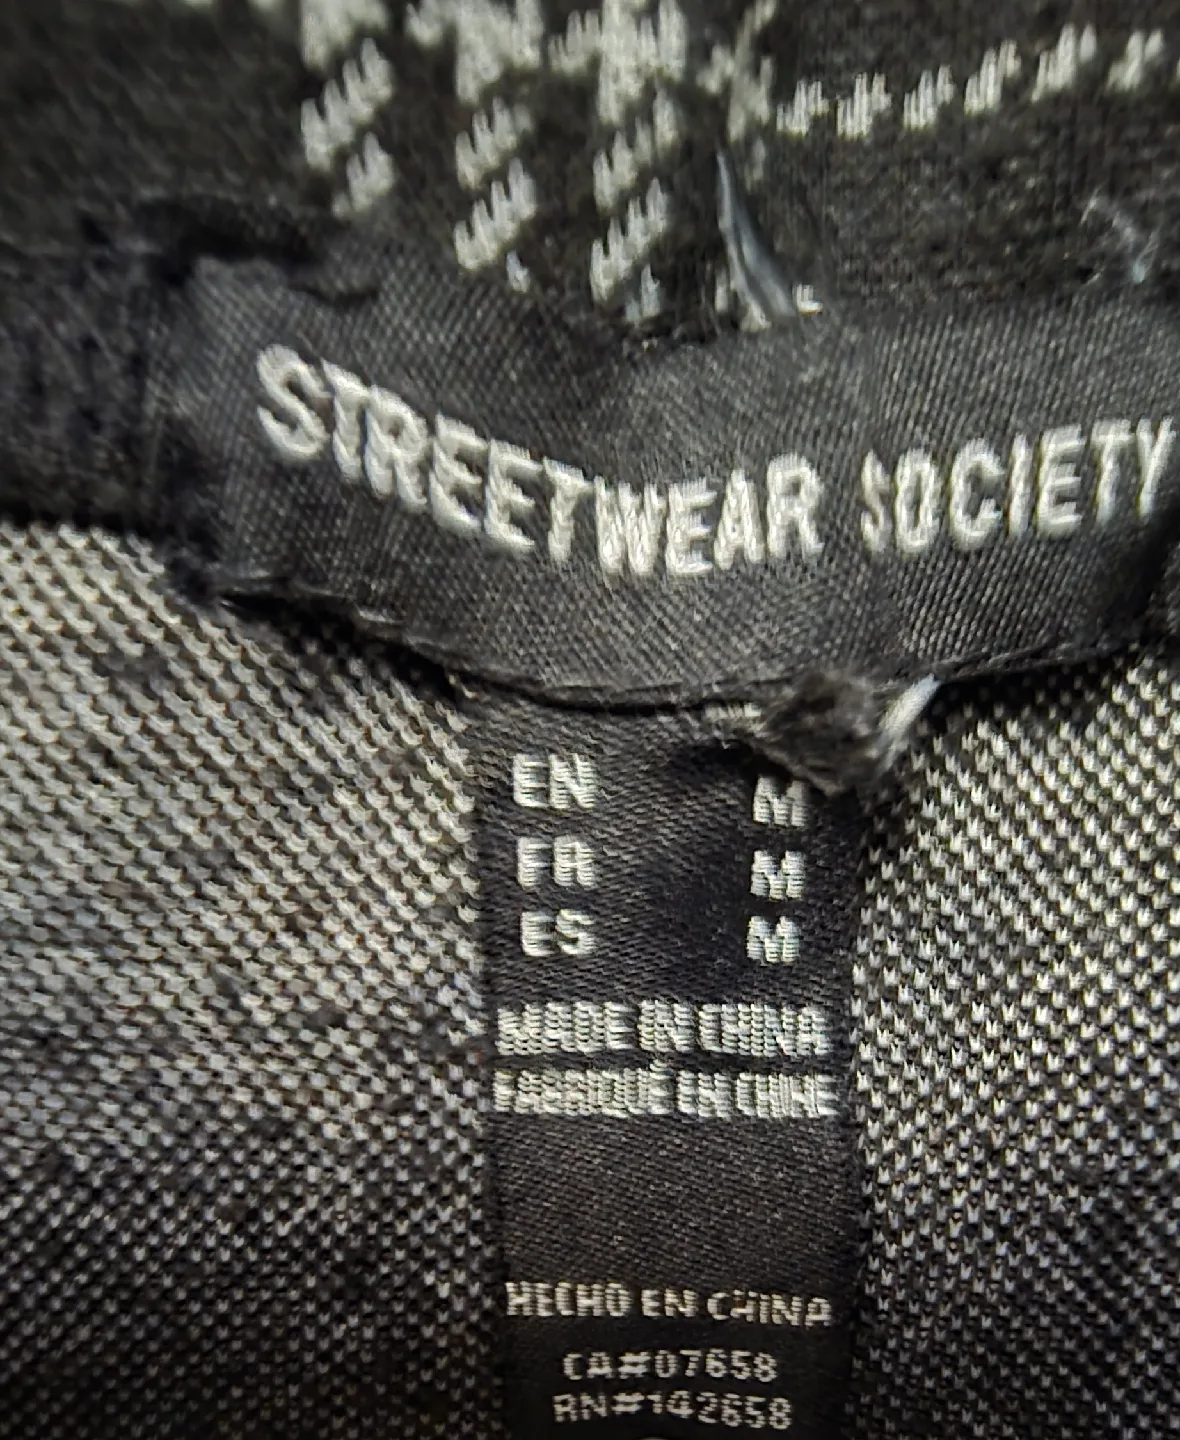 STREETWEAR SOCIETY
EN M
FR M
ES M
MADE IN CHINA
FABRIQUÉ EN CHINE
HECHO EN CHINA
CA#07658
RN#142658